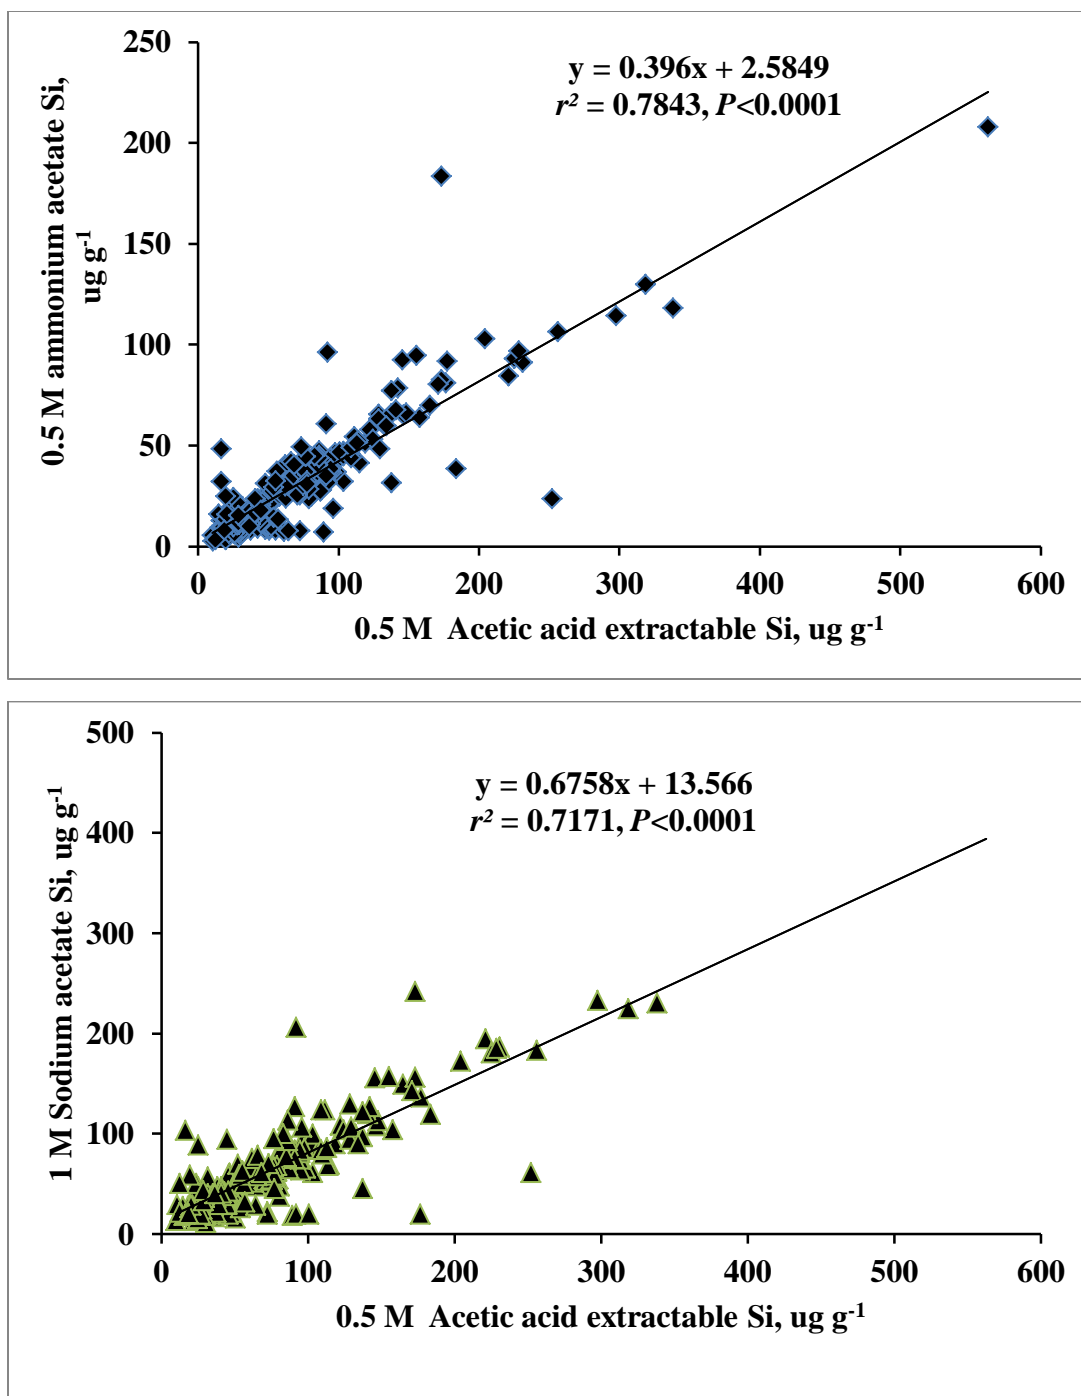 250
200
150
100
50
0
0.5 M ammonium acetate Si,
ug g-1
y = 0.396x + 2.5849
r² = 0.7843, P<0.0001
0 100 200 300 400 500 600
0.5 M Acetic acid extractable Si, ug g-1
500
400
300
200
100
0
1 M Sodium acetate Si, ug g-1
y = 0.6758x + 13.566
r² = 0.7171, P<0.0001
0 100 200 300 400 500 600
0.5 M Acetic acid extractable Si, ug g-1